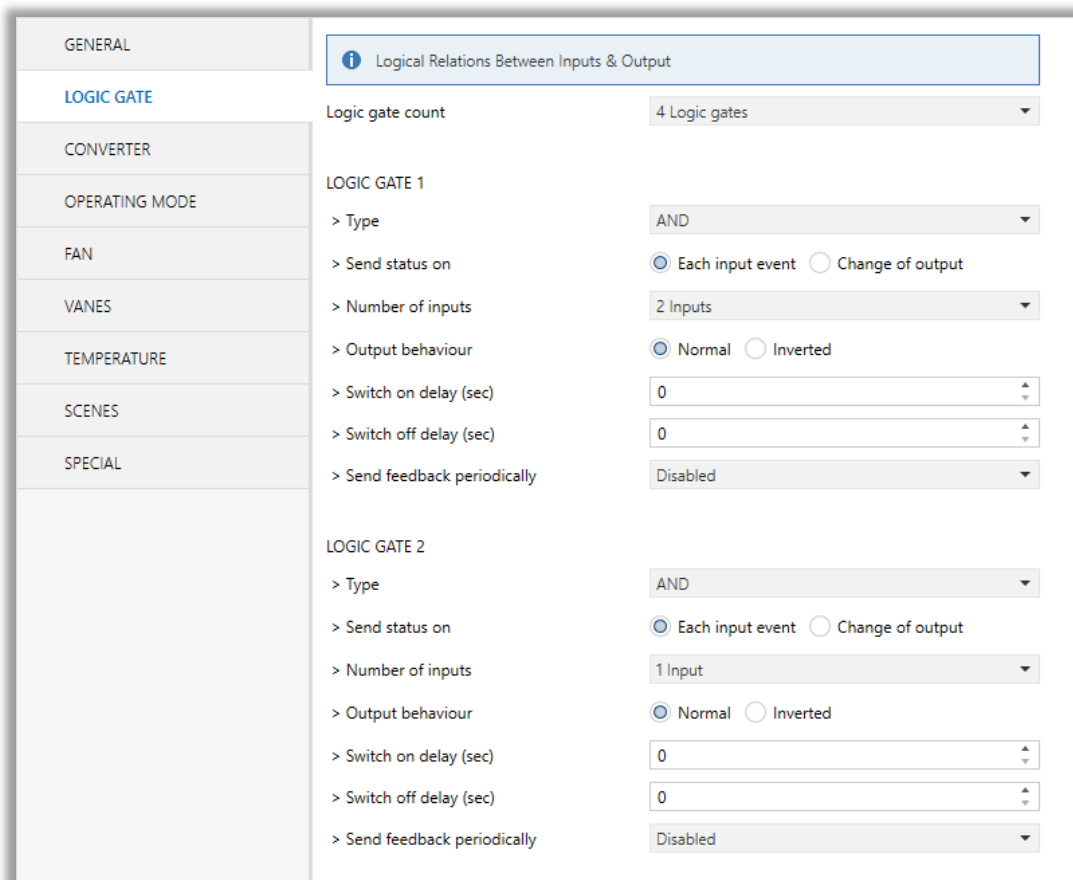 GENERAL
LOGIC GATE
CONVERTER
OPERATING MODE
FAN
VANES
TEMPERATURE
SCENES
SPECIAL
Logical Relations Between Inputs & Output
Logic gate count 4 Logic gates
LOGIC GATE 1
> Type AND
> Send status on Each input event Change of output
> Number of inputs 2 Inputs
> Output behaviour Normal Inverted
> Switch on delay (sec) 0
> Switch off delay (sec) 0
> Send feedback periodically Disabled
LOGIC GATE 2
> Type AND
> Send status on Each input event Change of output
> Number of inputs 1 Input
> Output behaviour Normal Inverted
> Switch on delay (sec) 0
> Switch off delay (sec) 0
> Send feedback periodically Disabled